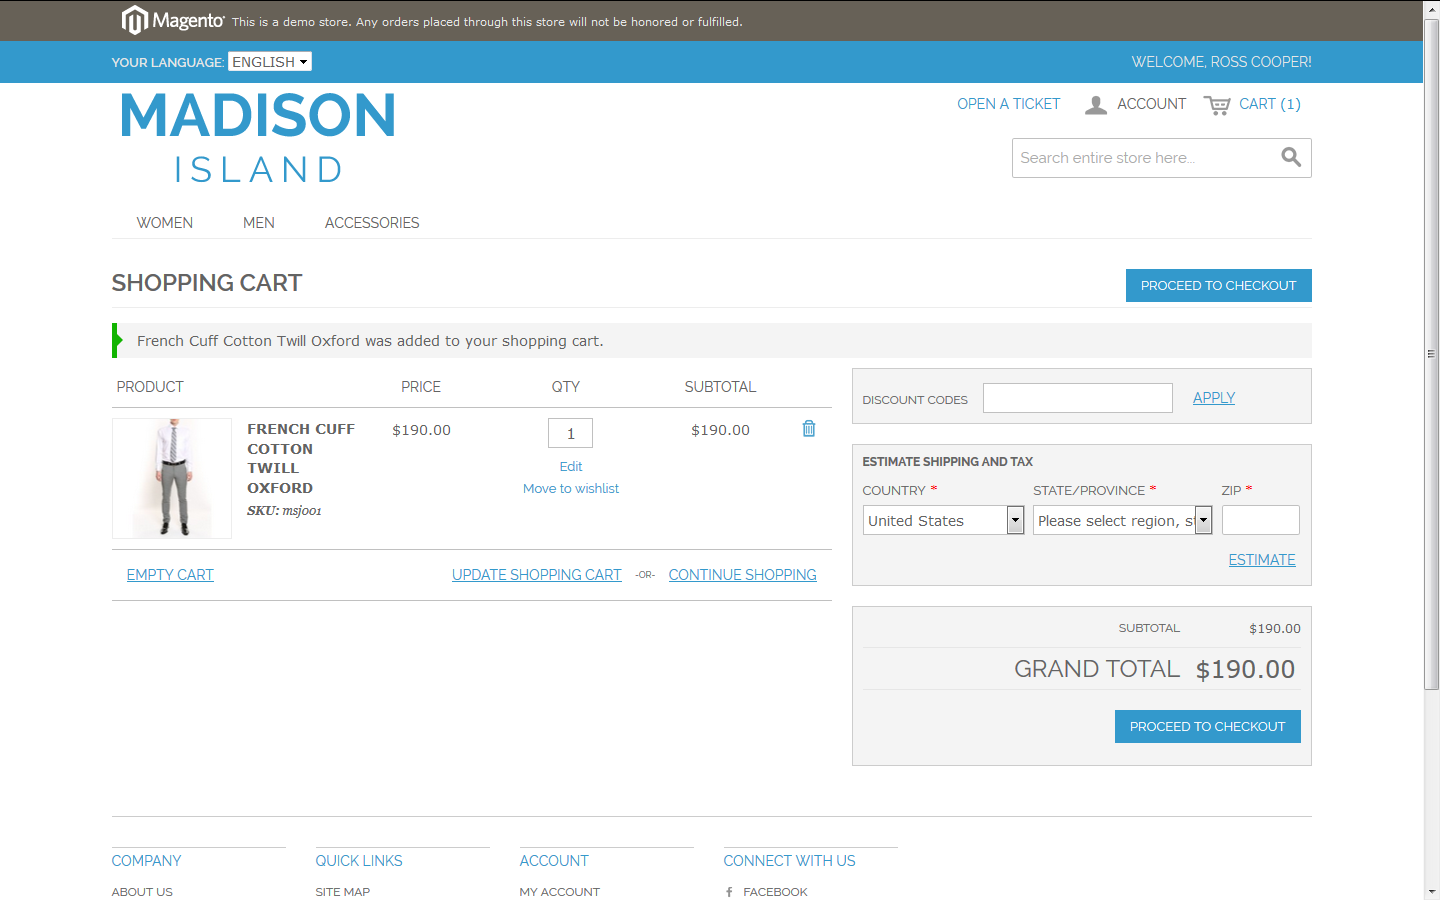 Magento This is a demo store. Any orders placed through this store will not be honored or fulfilled.
YOUR LANGUAGE: ENGLISH
WELCOME, ROSS COOPER!
MADISON
ISLAND
OPEN A TICKET ACCOUNT CART (1)
Search entire store here...
WOMEN MEN ACCESSORIES
SHOPPING CART
PROCEED TO CHECKOUT
French Cuff Cotton Twill Oxford was added to your shopping cart.
PRODUCT PRICE QTY SUBTOTAL
FRENCH CUFF
COTTON
TWILL
OXFORD
SKU: msj001
$190.00
1
Edit
Move to wishlist
$190.00
EMPTY CART UPDATE SHOPPING CART -OR- CONTINUE SHOPPING
DISCOUNT CODES APPLY
ESTIMATE SHIPPING AND TAX
COUNTRY * STATE/PROVINCE * ZIP *
United States Please select region, st
ESTIMATE
SUBTOTAL $190.00
GRAND TOTAL $190.00
PROCEED TO CHECKOUT
COMPANY QUICK LINKS ACCOUNT CONNECT WITH US
ABOUT US SITE MAP MY ACCOUNT FACEBOOK